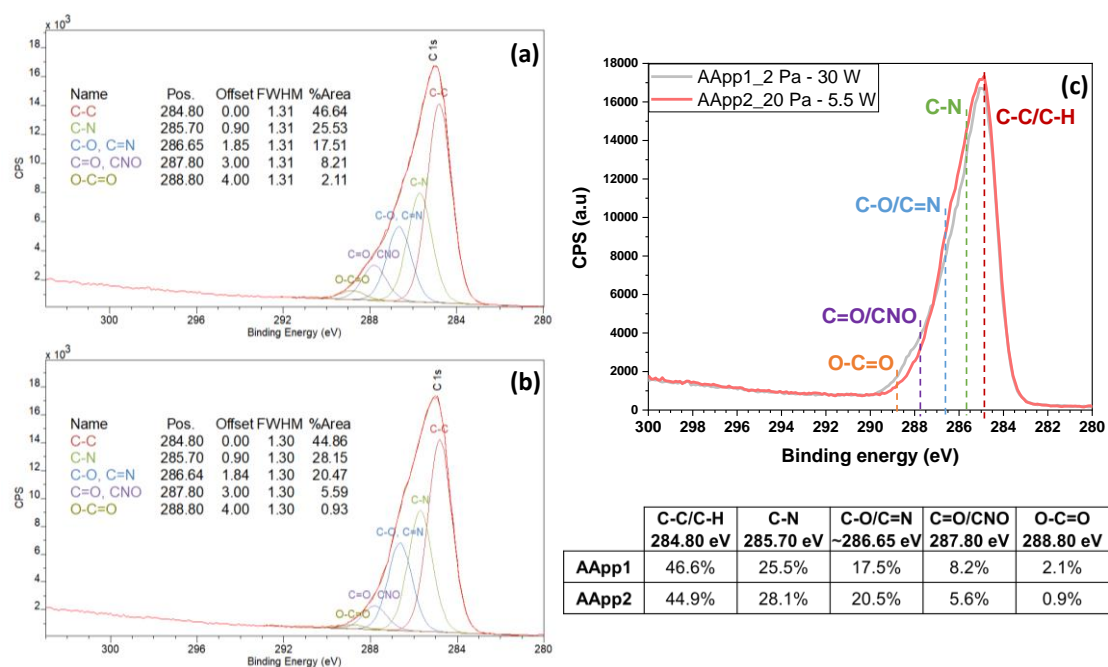 x 10³
(a)
C 1s
Name Pos. Offset FWHM %Area
C-C 284.80 0.00 1.31 46.64
C-N 285.70 0.90 1.31 25.53
C-O, C=N 286.65 1.85 1.31 17.51
C=O, CNO 287.80 3.00 1.31 8.21
O-C=O 288.80 4.00 1.31 2.11
C-C
C-N
C-O, C=N
C=O, CNO
O-C=O
16
14
12
10
8
6
4
2
CPS
300 296 292 288 284 280
Binding Energy (eV)
x 10³
(b)
C 1s
Name Pos. Offset FWHM %Area
C-C 284.80 0.00 1.30 44.86
C-N 285.70 0.90 1.30 28.15
C-O, C=N 286.64 1.84 1.30 20.47
C=O, CNO 287.80 3.00 1.30 5.59
O-C=O 288.80 4.00 1.30 0.93
C-C
C-N
C-O, C=N
C=O, CNO
O-C=O
16
14
12
10
8
6
4
2
CPS
300 296 292 288 284 280
Binding Energy (eV)
AApp1_2 Pa - 30 W
AApp2_20 Pa - 5.5 W
(c)
C-N
C-C/C-H
C-O/C=N
C=O/CNO
O-C=O
18000
16000
14000
12000
10000
8000
6000
4000
2000
0
CPS (a.u)
300 298 296 294 292 290 288 286 284 282 280
Binding energy (eV)
C-C/C-H C-N C-O/C=N C=O/CNO O-C=O
284.80 eV 285.70 eV ~286.65 eV 287.80 eV 288.80 eV
AApp1 46.6% 25.5% 17.5% 8.2% 2.1%
AApp2 44.9% 28.1% 20.5% 5.6% 0.9%